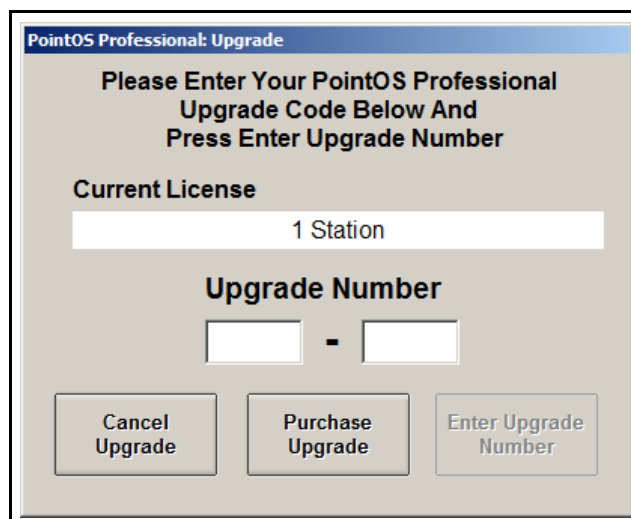 PointOS Professional: Upgrade
Please Enter Your PointOS Professional
Upgrade Code Below And
Press Enter Upgrade Number
Current License
1 Station
Upgrade Number
-
Cancel
Upgrade
Purchase
Upgrade
Enter Upgrade
Number